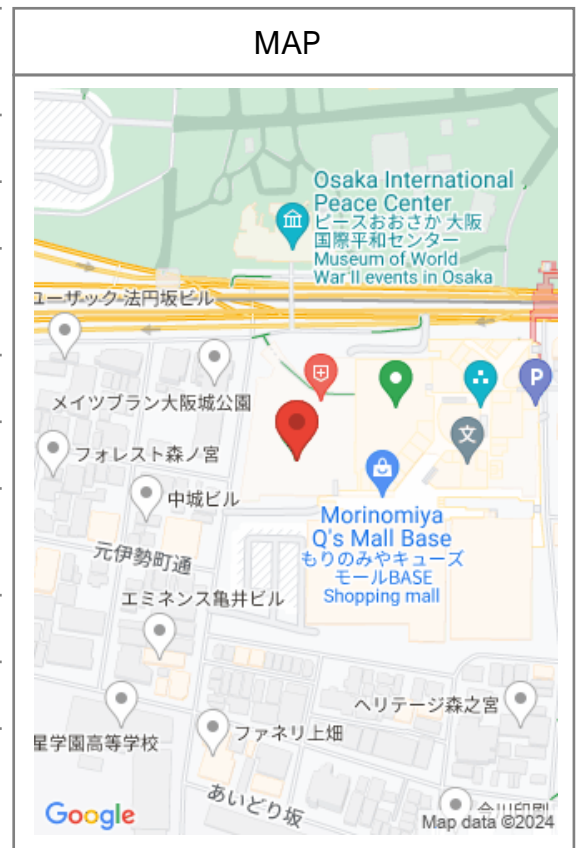 MAP
Osaka International
Peace Center
ピースおおさか 大阪
国際平和センター
Museum of World
War II events in Osaka
ユーザック 法円坂ビル
メイツブラン大阪城公園
P
文
フォレスト森ノ宮
中城ビル
Morinomiya
Q's Mall Base
もりのみやキューズ
モールBASE
Shopping mall
元伊勢町通
エミネンス亀井ビル
ヘリテージ森之宮
星学園高等学校
ファネリ上畑
あいどり坂
Google
Map data ©2024